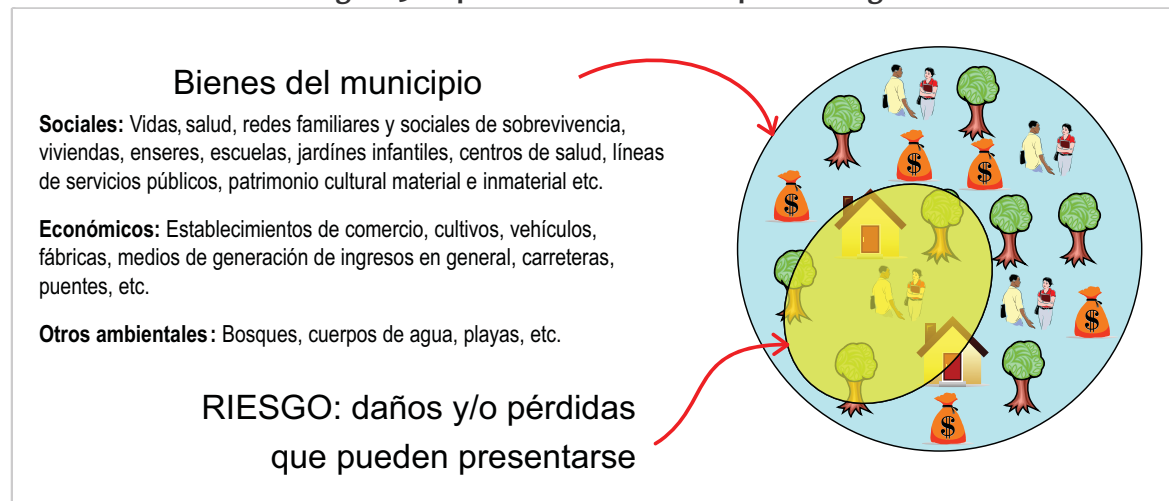 Bienes del municipio
Sociales: Vidas, salud, redes familiares y sociales de sobrevivencia,
viviendas, enseres, escuelas, jardínes infantiles, centros de salud, líneas
de servicios públicos, patrimonio cultural material e inmaterial etc.
Económicos: Establecimientos de comercio, cultivos, vehículos,
fábricas, medios de generación de ingresos en general, carreteras,
puentes, etc.
Otros ambientales: Bosques, cuerpos de agua, playas, etc.
RIESGO: daños y/o pérdidas
que pueden presentarse
$
$
$
$
$